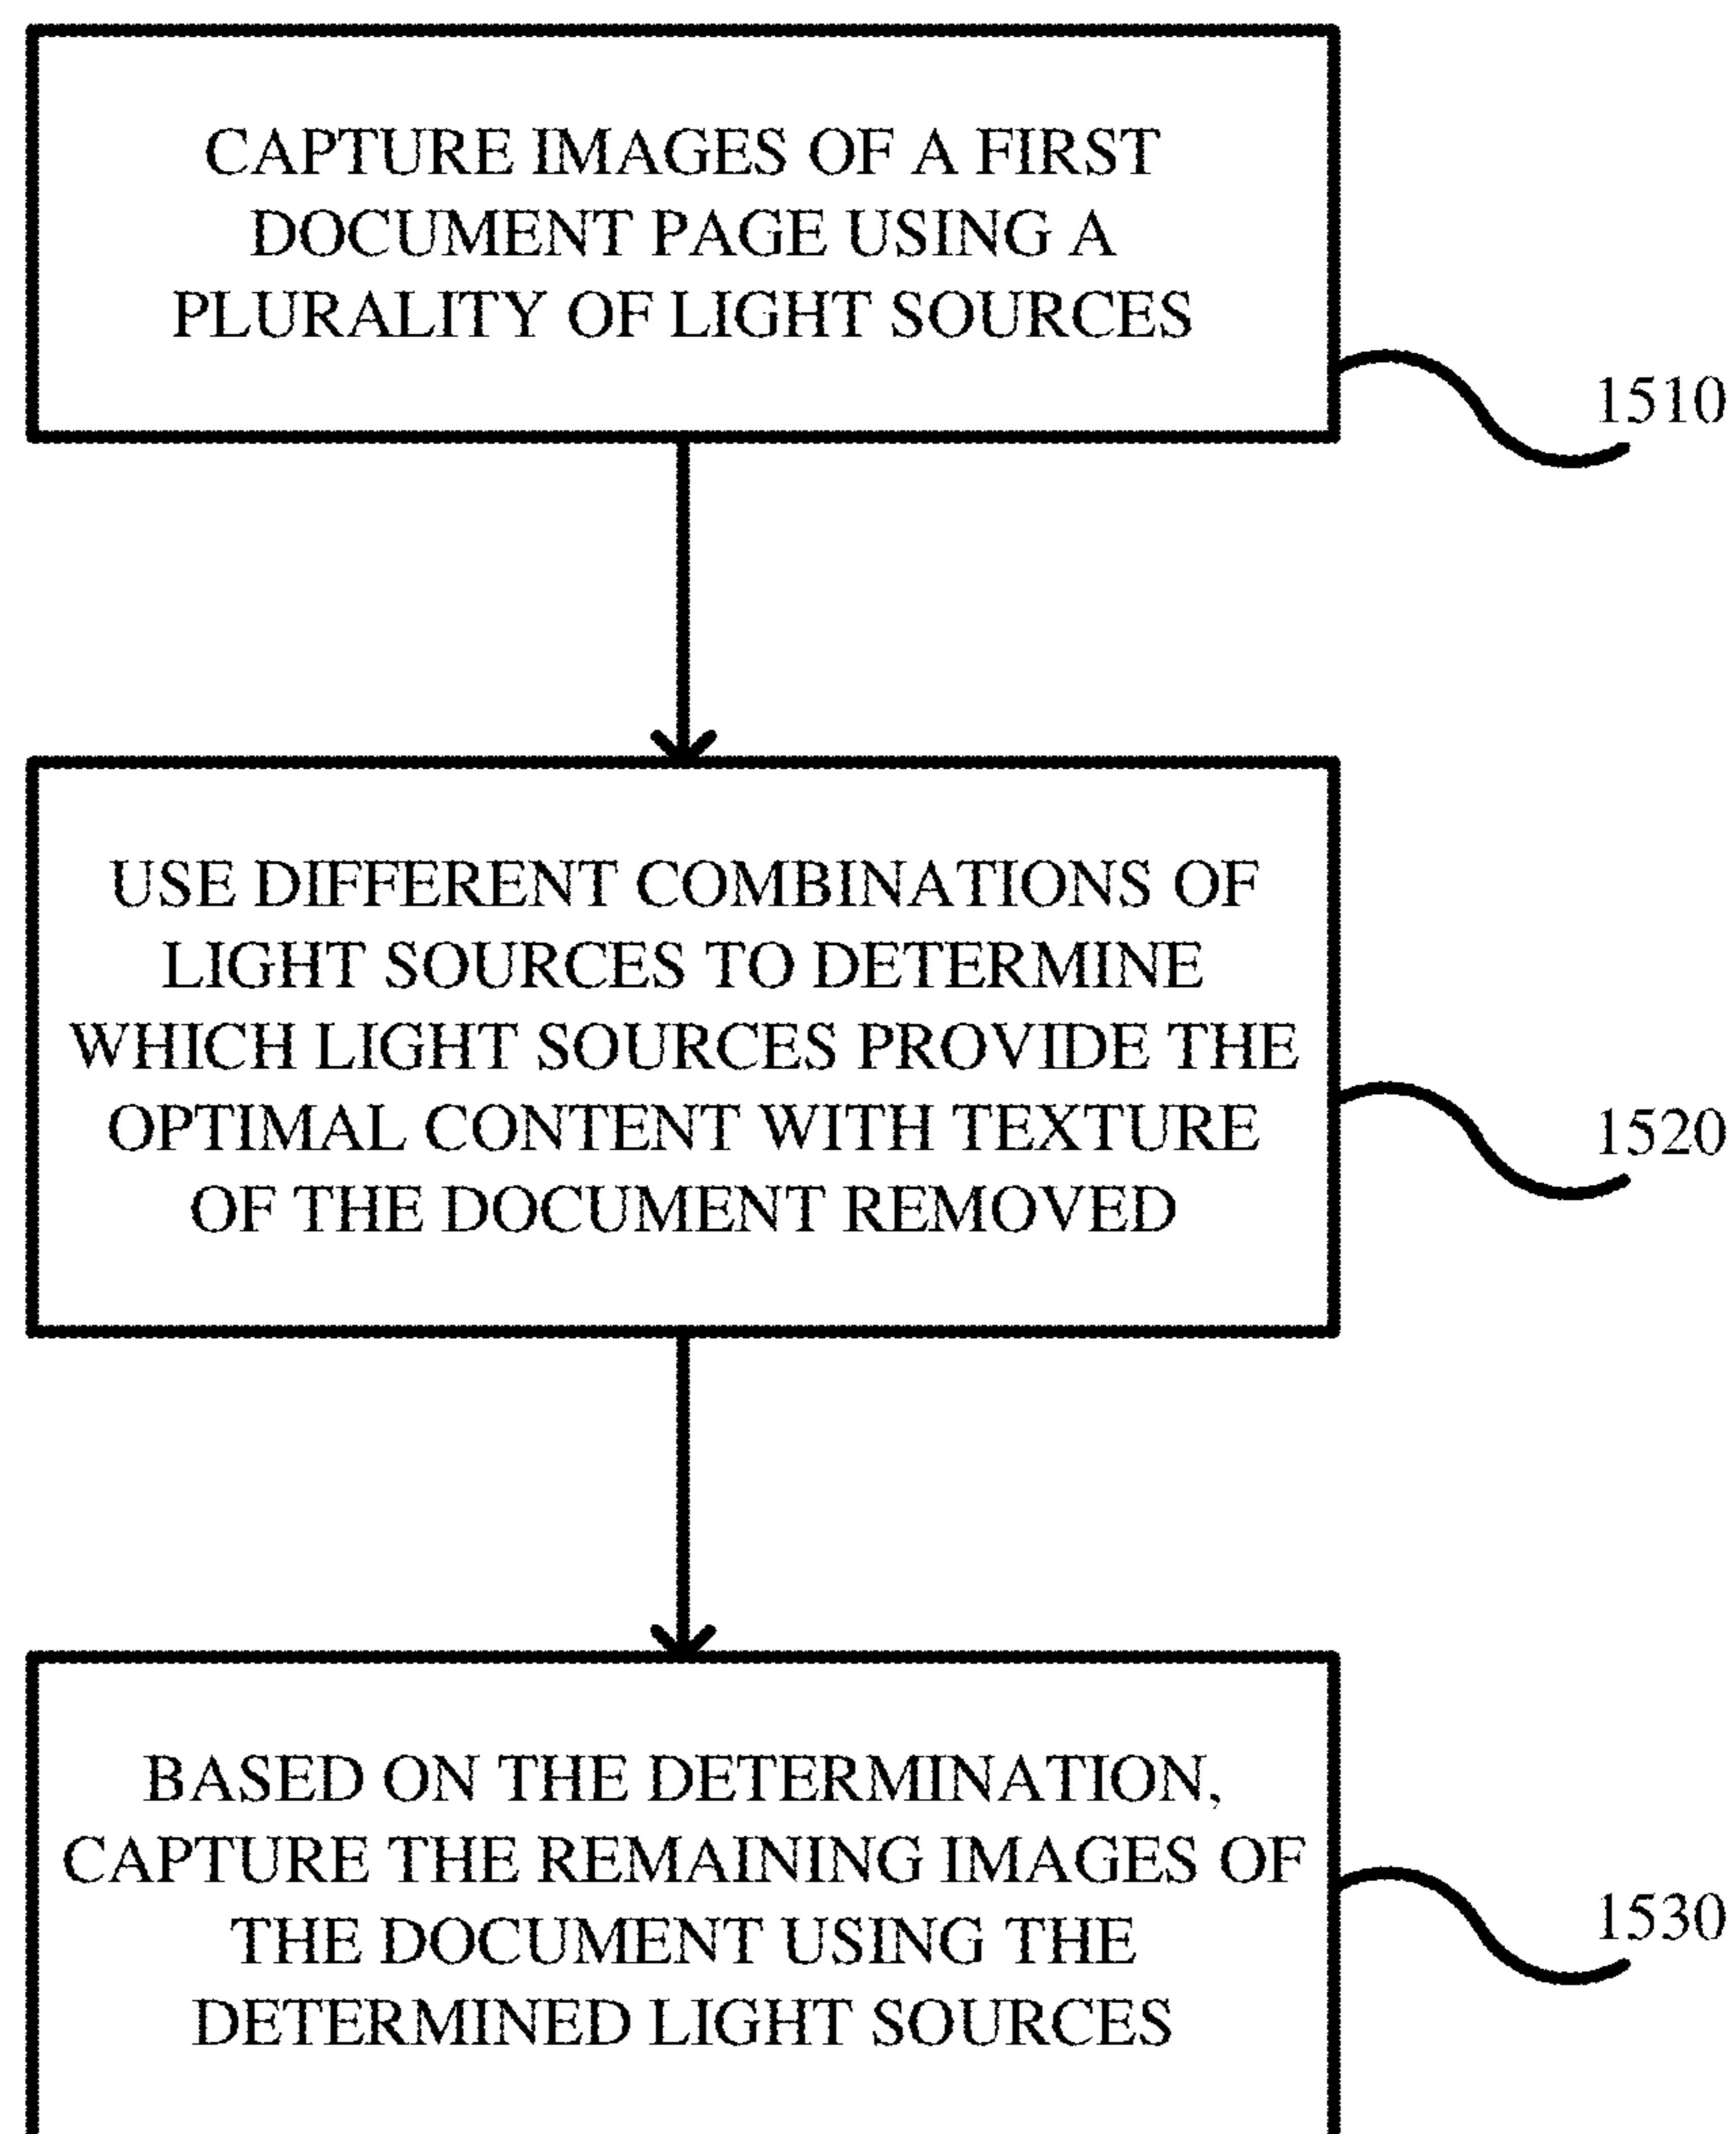 CAPTURE IMAGES OF A FIRST
DOCUMENT PAGE USING A
PLURALITY OF LIGHT SOURCES
1510
USE DIFFERENT COMBINATIONS OF
LIGHT SOURCES TO DETERMINE
WHICH LIGHT SOURCES PROVIDE THE
OPTIMAL CONTENT WITH TEXTURE
OF THE DOCUMENT REMOVED
1520
BASED ON THE DETERMINATION,
CAPTURE THE REMAINING IMAGES OF
THE DOCUMENT USING THE
DETERMINED LIGHT SOURCES
1530